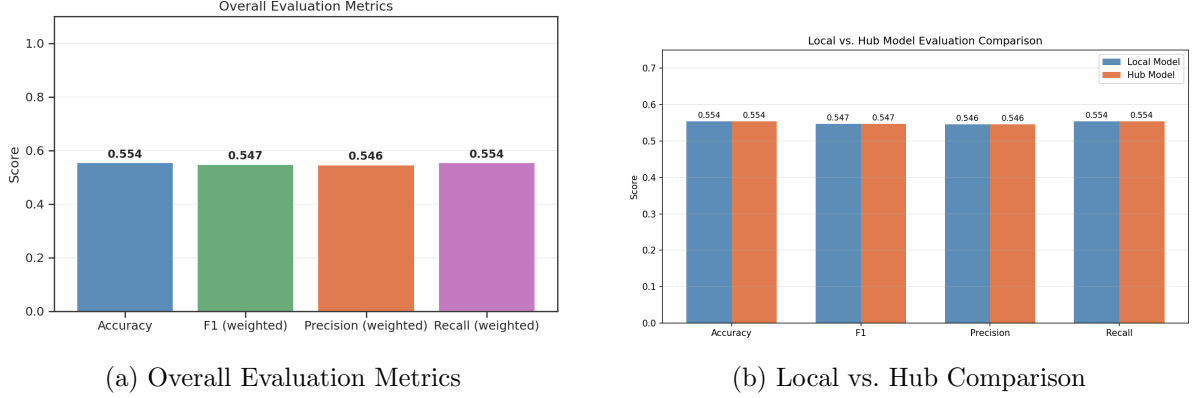 Overall Evaluation Metrics
1.0
0.8
0.6
0.4
0.2
0.0
Score
0.554
0.547
0.546
0.554
Accuracy
F1 (weighted)
Precision (weighted)
Recall (weighted)
(a) Overall Evaluation Metrics
Local vs. Hub Model Evaluation Comparison
Local Model
Hub Model
0.7
0.6
0.5
0.4
0.3
0.2
0.1
0.0
Score
0.554
0.554
0.547
0.547
0.546
0.546
0.554
0.554
Accuracy
F1
Precision
Recall
(b) Local vs. Hub Comparison